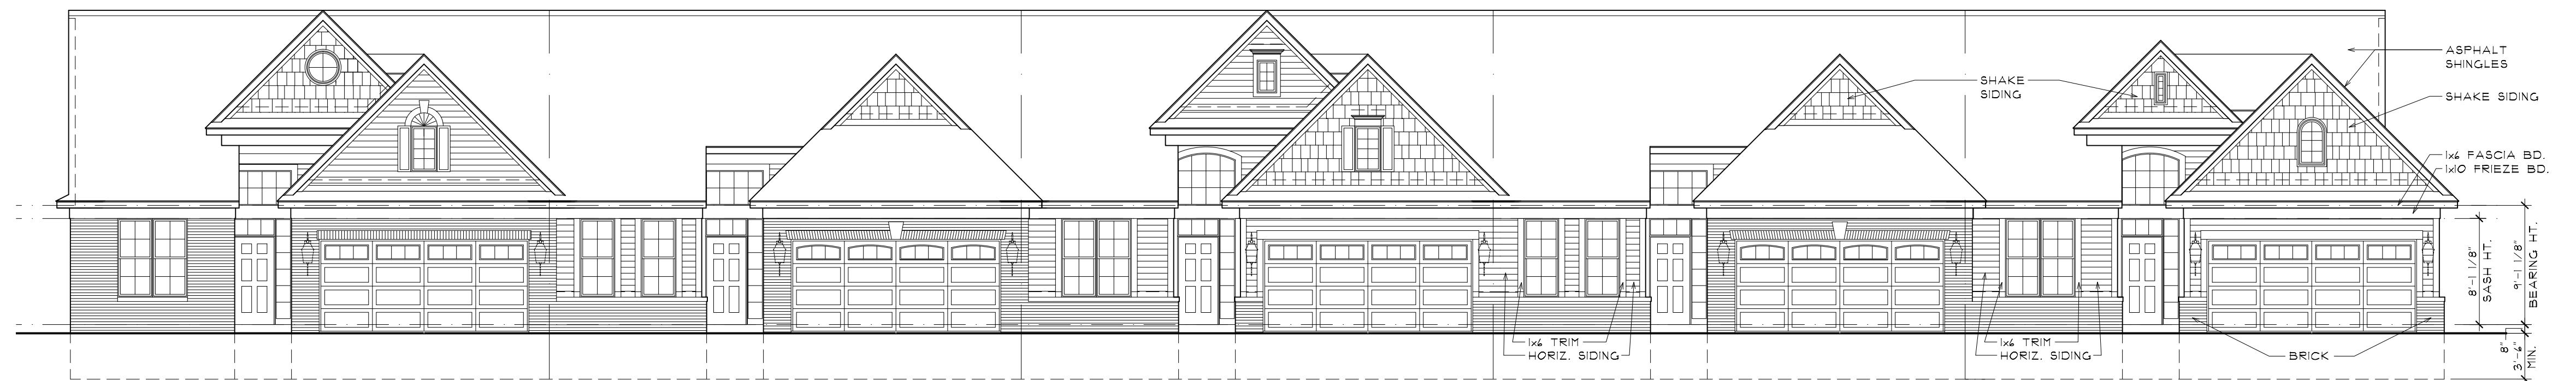 ASPHALT
SHINGLES
SHAKE
SIDING
SHAKE SIDING
1x6 FASCIA BD.
1x10 FRIEZE BD.
8'-1 1/8"
SASH HT.
9'-1 1/8"
BEARING HT.
1x6 TRIM
HORIZ. SIDING
1x6 TRIM
HORIZ. SIDING
BRICK
8"
3'-6"
MIN.